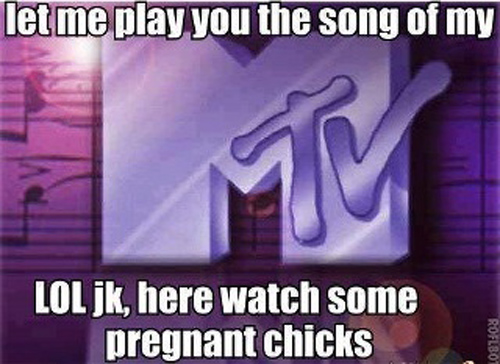 let me play you the song of my
MTV
LOL jk, here watch some
pregnant chicks